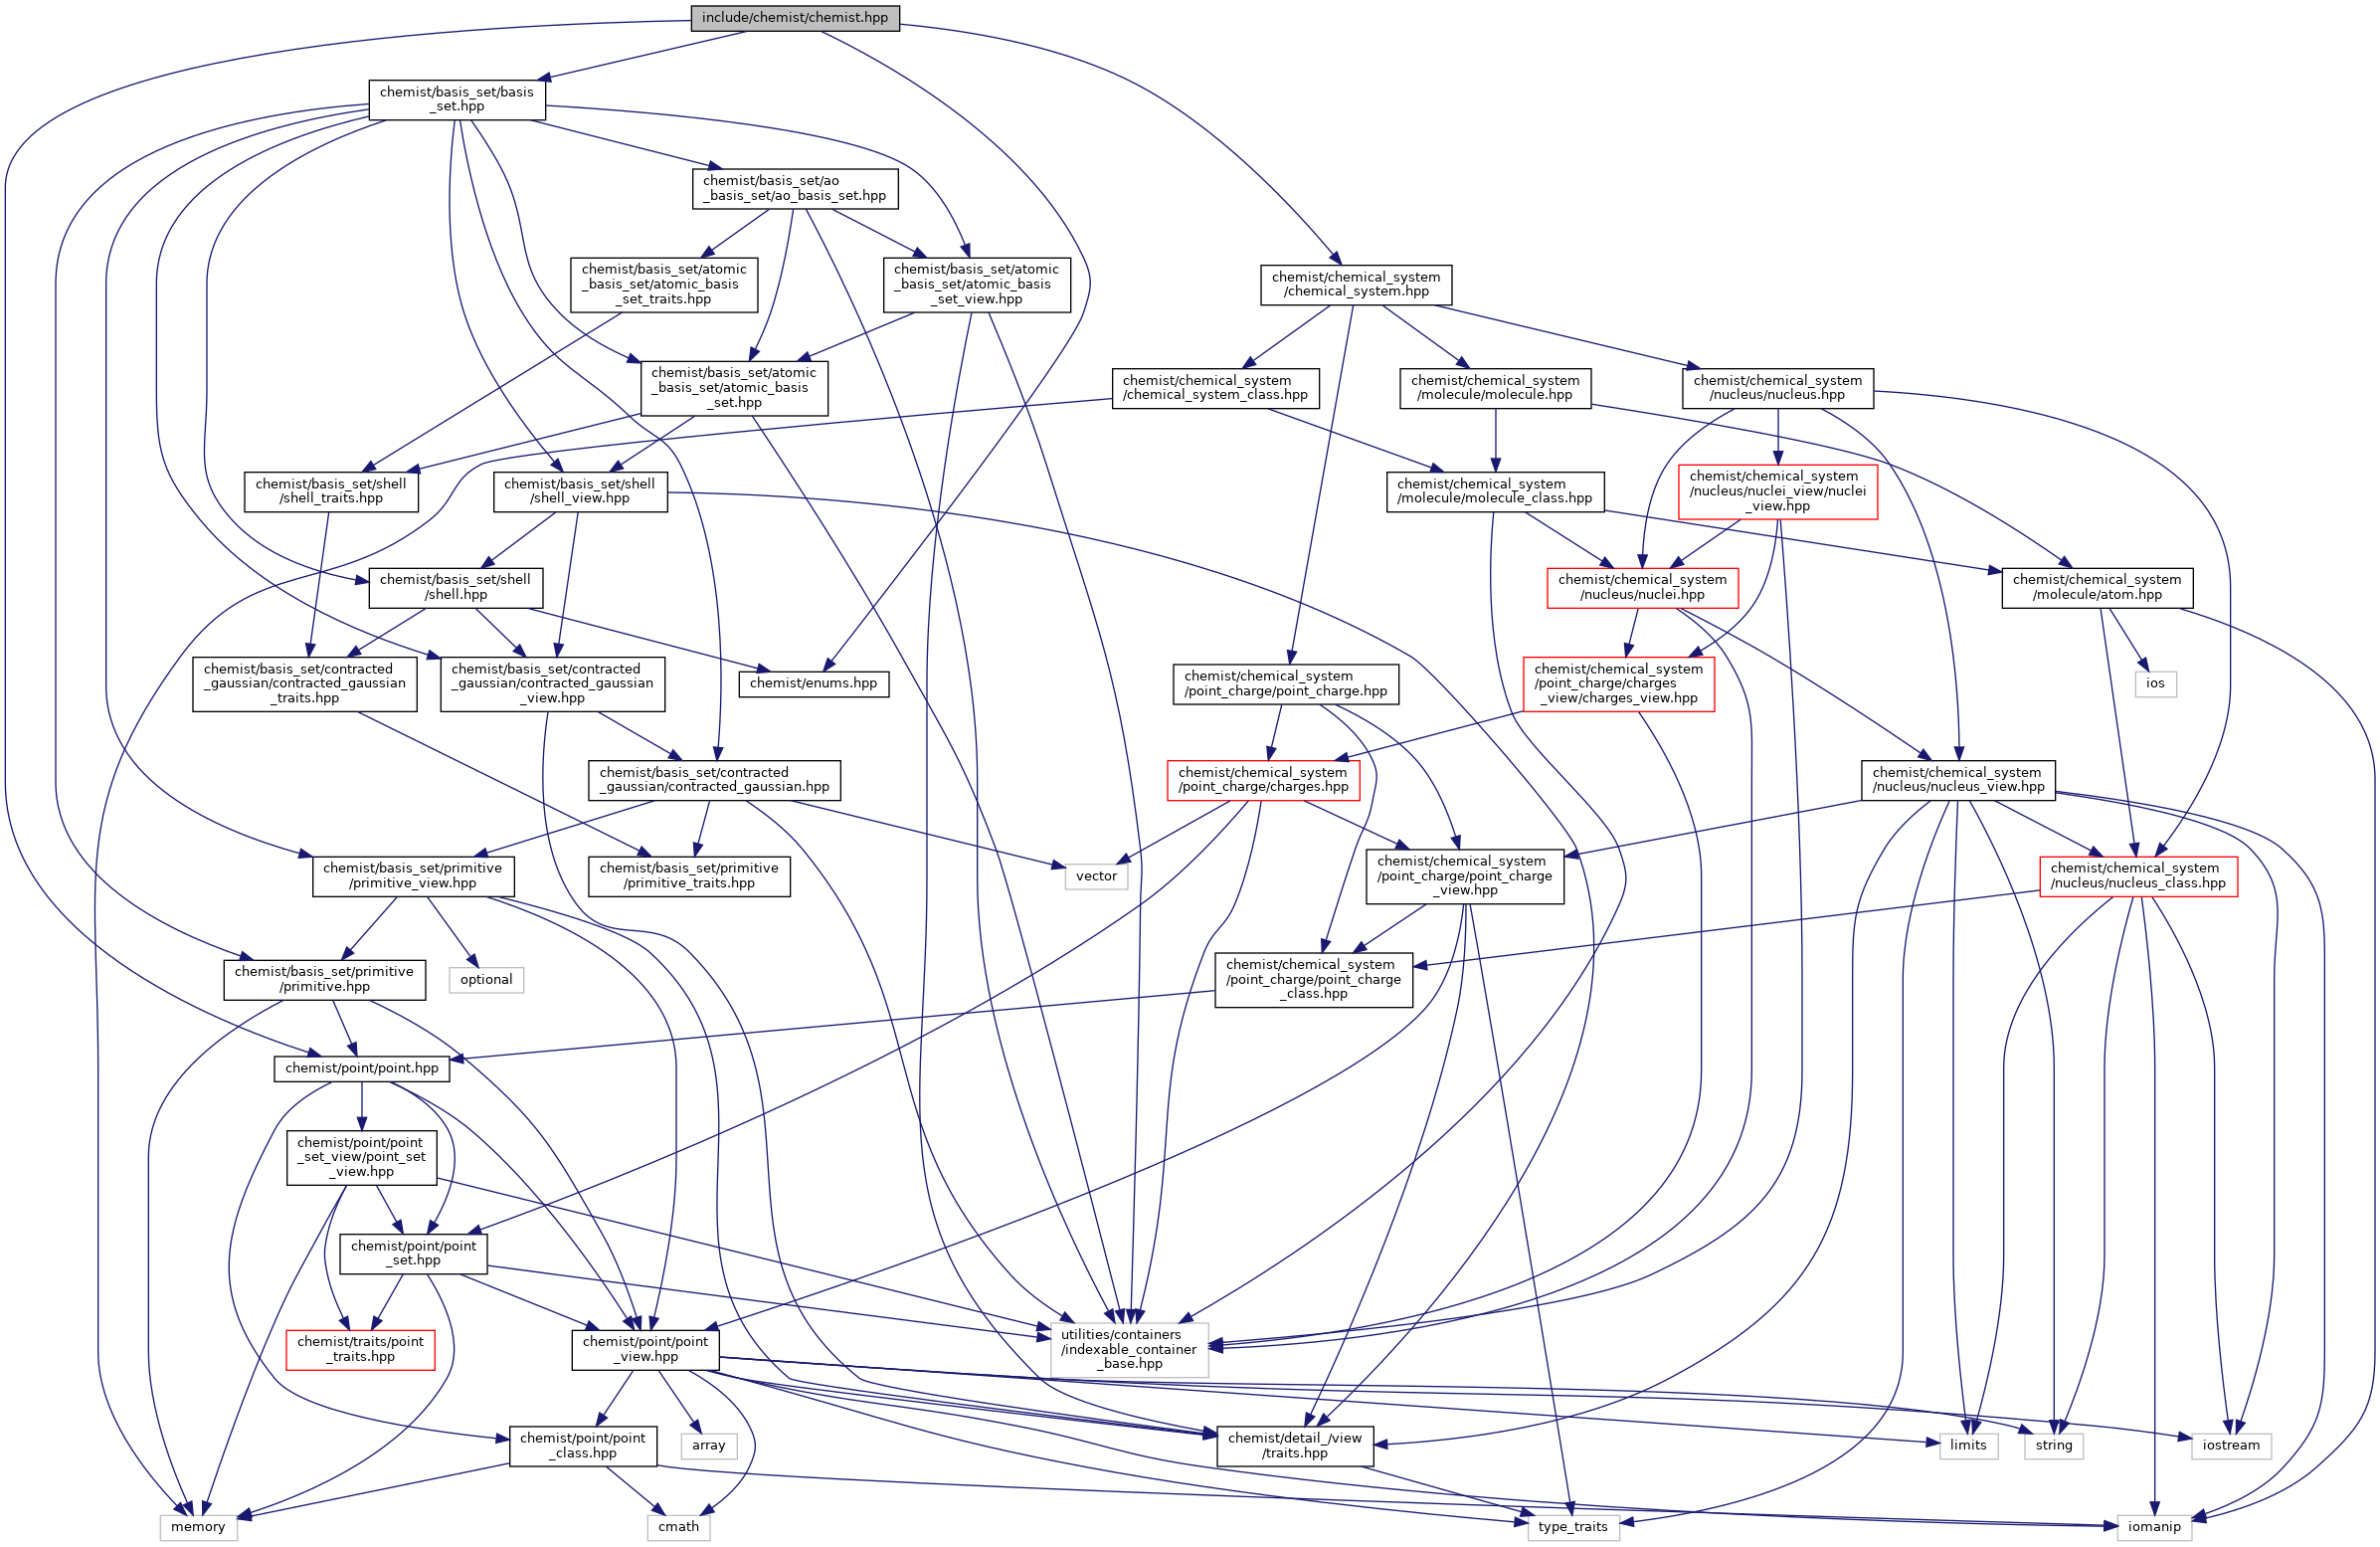 include/chemist/chemist.hpp
chemist/basis_set/basis
_set.hpp
chemist/basis_set/ao
_basis_set/ao_basis_set.hpp
chemist/basis_set/atomic
_basis_set/atomic_basis
_set_traits.hpp
chemist/basis_set/atomic
_basis_set/atomic_basis
_set_view.hpp
chemist/chemical_system
/chemical_system.hpp
chemist/basis_set/atomic
_basis_set/atomic_basis
_set.hpp
chemist/chemical_system
/chemical_system_class.hpp
chemist/chemical_system
/molecule/molecule.hpp
chemist/chemical_system
/nucleus/nucleus.hpp
chemist/basis_set/shell
/shell_traits.hpp
chemist/basis_set/shell
/shell_view.hpp
chemist/chemical_system
/molecule/molecule_class.hpp
chemist/chemical_system
/nucleus/nuclei_view/nuclei
_view.hpp
chemist/basis_set/shell
/shell.hpp
chemist/chemical_system
/nucleus/nuclei.hpp
chemist/chemical_system
/molecule/atom.hpp
chemist/basis_set/contracted
_gaussian/contracted_gaussian
_traits.hpp
chemist/basis_set/contracted
_gaussian/contracted_gaussian
_view.hpp
chemist/enums.hpp
chemist/chemical_system
/point_charge/point_charge.hpp
chemist/chemical_system
/point_charge/charges
_view/charges_view.hpp
ios
chemist/basis_set/contracted
_gaussian/contracted_gaussian.hpp
chemist/chemical_system
/point_charge/charges.hpp
chemist/chemical_system
/nucleus/nucleus_view.hpp
chemist/basis_set/primitive
/primitive_view.hpp
chemist/basis_set/primitive
/primitive_traits.hpp
vector
chemist/chemical_system
/point_charge/point_charge
_view.hpp
chemist/chemical_system
/nucleus/nucleus_class.hpp
chemist/basis_set/primitive
/primitive.hpp
optional
chemist/chemical_system
/point_charge/point_charge
_class.hpp
chemist/point/point.hpp
chemist/point/point
_set_view/point_set
_view.hpp
chemist/point/point
_set.hpp
chemist/traits/point
_traits.hpp
chemist/point/point
_view.hpp
utilities/containers
/indexable_container
_base.hpp
chemist/point/point
_class.hpp
array
chemist/detail_/view
/traits.hpp
limits
string
iostream
memory
cmath
type_traits
iomanip